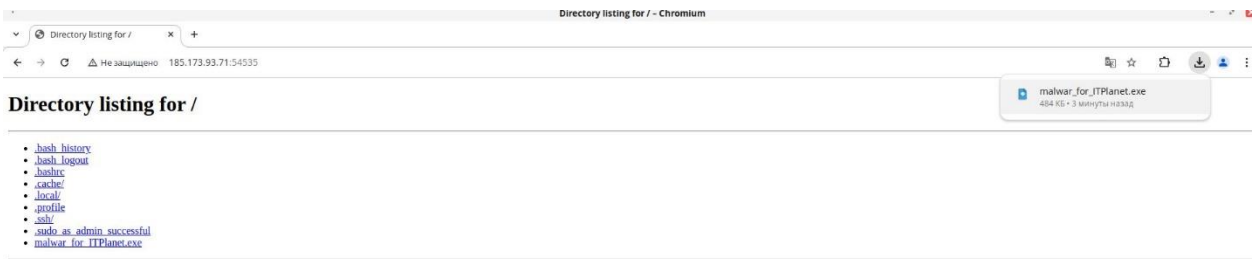 Directory listing for / – Chromium
Directory listing for /
Не защищено 185.173.93.71:54535
malwar_for_ITPlanet.exe
484 КБ • 3 минуты назад
Directory listing for /
.bash_history
.bash_logout
.bashrc
.cache/
.local/
.profile
.ssh/
.sudo_as_admin_successful
malwar_for_ITPlanet.exe